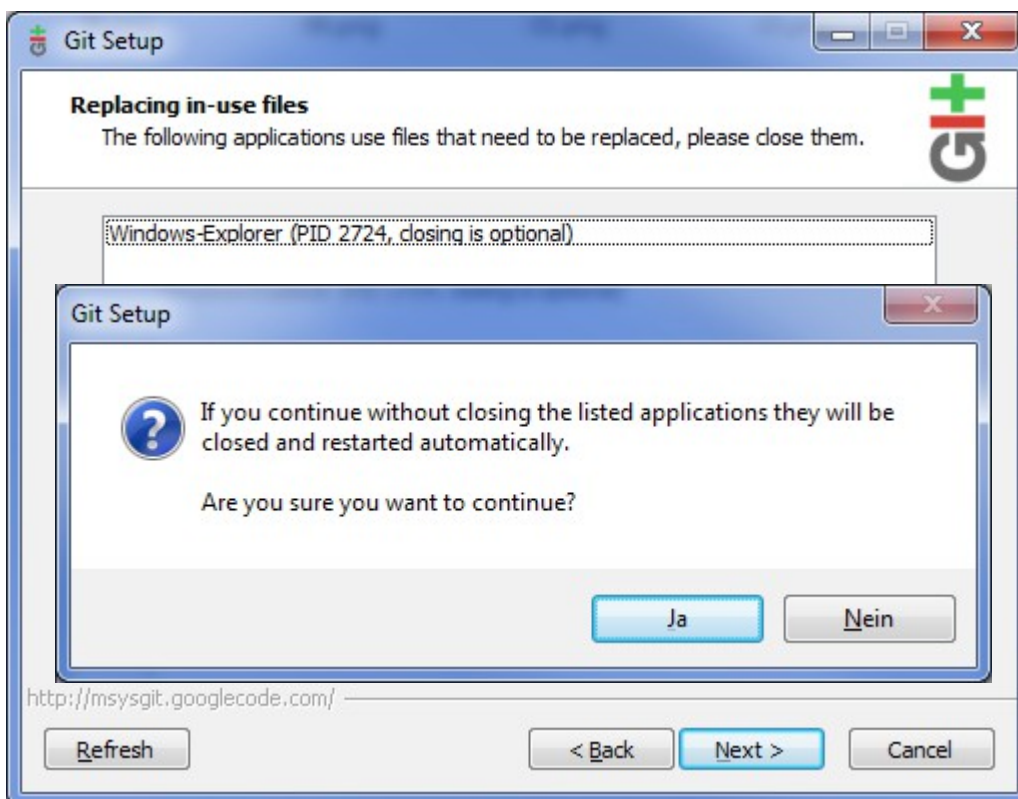 Git Setup
Replacing in-use files
The following applications use files that need to be replaced, please close them.
GIt
Windows-Explorer (PID 2724, closing is optional)
Git Setup
If you continue without closing the listed applications they will be
closed and restarted automatically.
Are you sure you want to continue?
Ja
Nein
http://msysgit.googlecode.com/
Refresh
< Back
Next >
Cancel